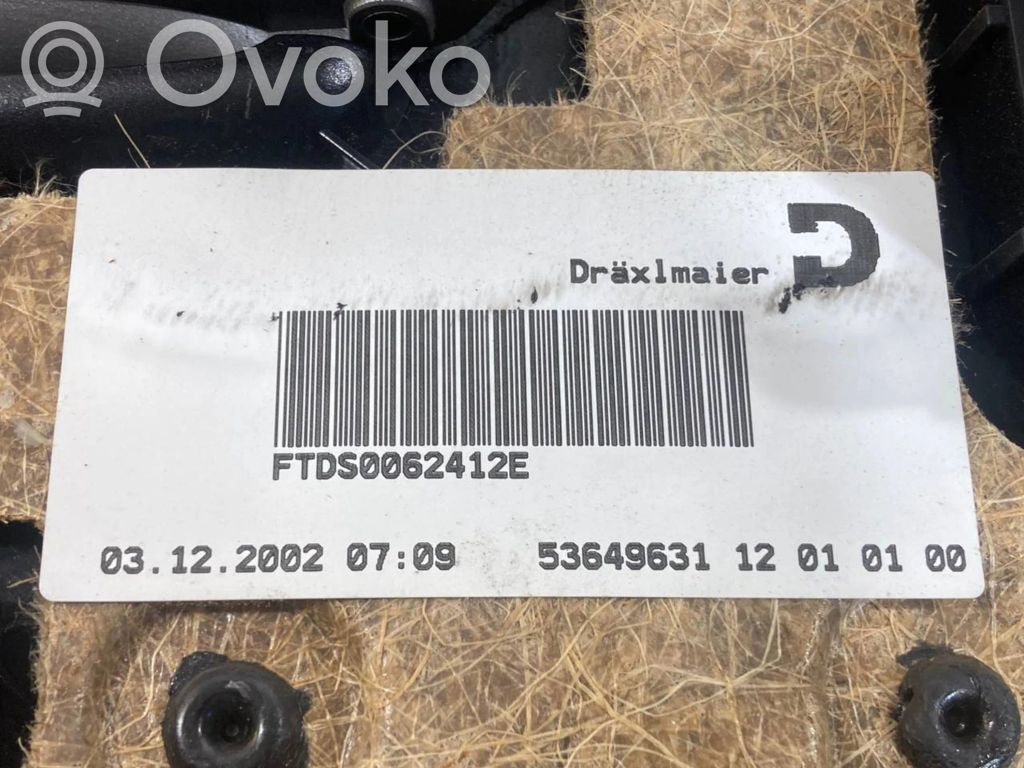 Ovoko
Dräxlmaier
FTDS0062412E
03.12.2002 07:09 53649631 12 01 01 00